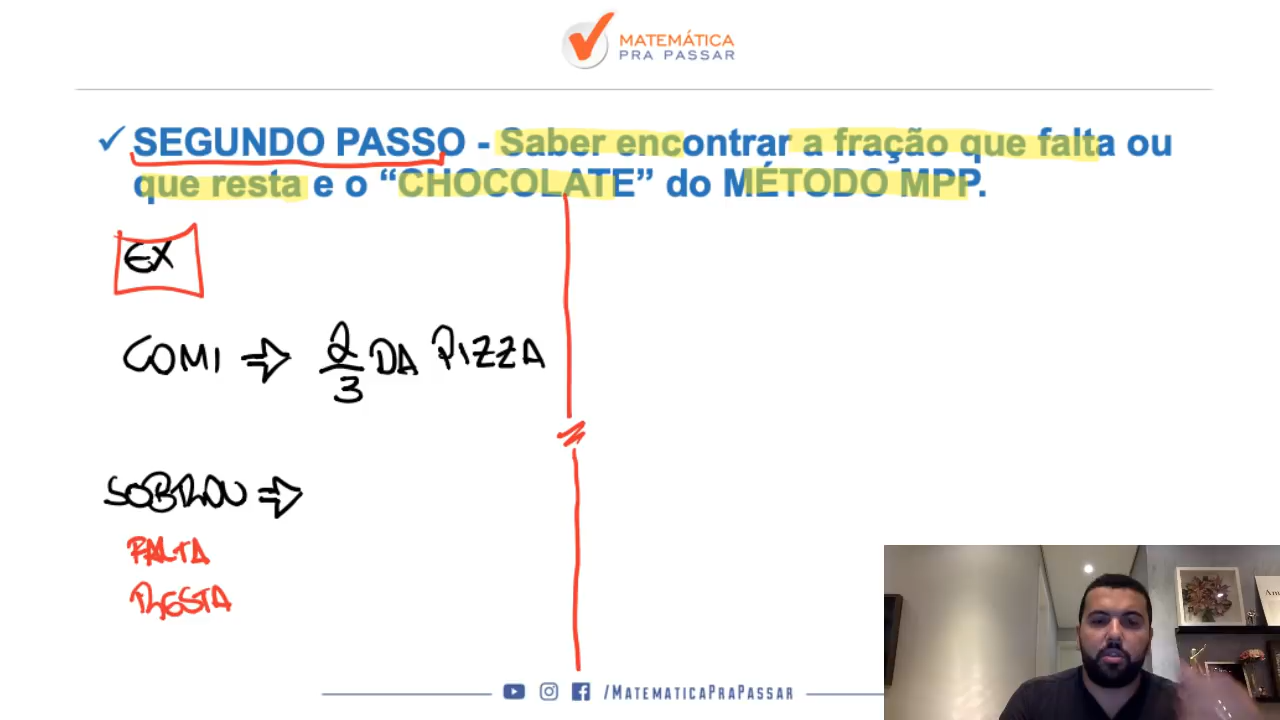 MATEMÁTICA
PRA PASSAR
✓ SEGUNDO PASSO - Saber encontrar a fração que falta ou
que resta e o “CHOCOLATE” do MÉTODO MPP.
EX
COMI ⇒ 2/3 DA PIZZA
SOBROU ⇒
FALTA
RESTA
/MATEMATICAPRAPASSAR